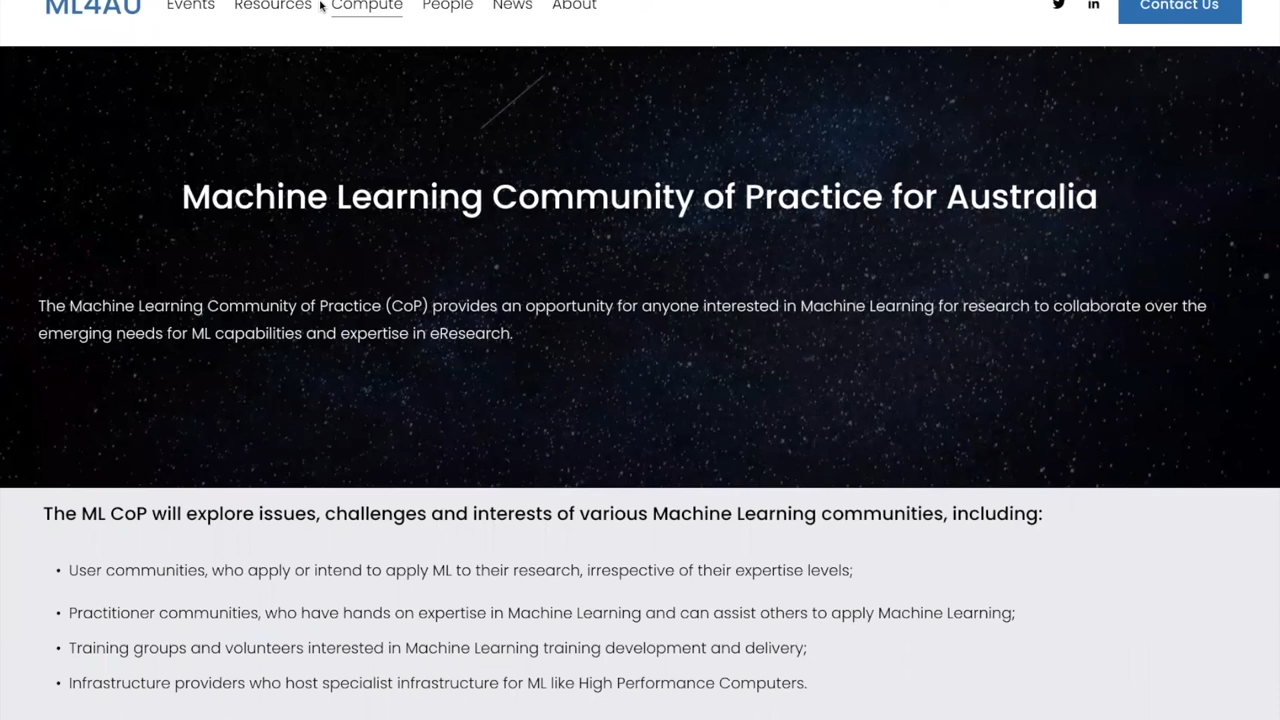 ML4AU Events Resources Compute People News About in Contact Us
Machine Learning Community of Practice for Australia
The Machine Learning Community of Practice (CoP) provides an opportunity for anyone interested in Machine Learning for research to collaborate over the
emerging needs for ML capabilities and expertise in eResearch.
The ML CoP will explore issues, challenges and interests of various Machine Learning communities, including:
• User communities, who apply or intend to apply ML to their research, irrespective of their expertise levels;
• Practitioner communities, who have hands on expertise in Machine Learning and can assist others to apply Machine Learning;
• Training groups and volunteers interested in Machine Learning training development and delivery;
• Infrastructure providers who host specialist infrastructure for ML like High Performance Computers.